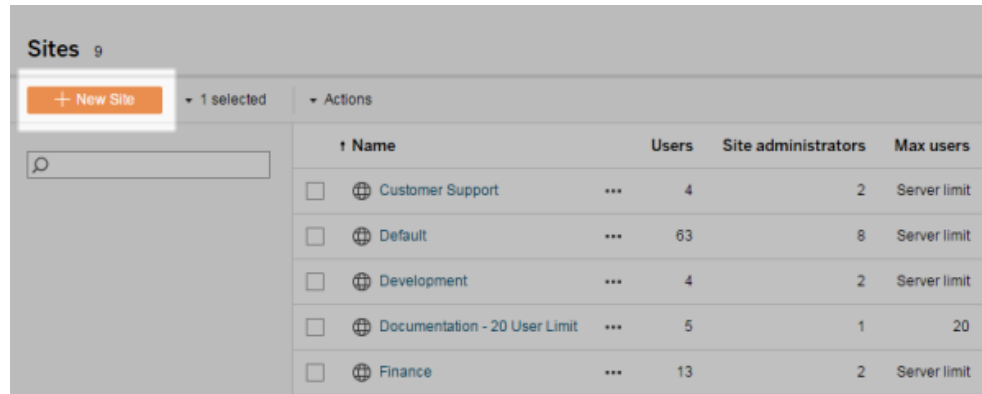 Sites 9
+ New Site 1 selected Actions
↑ Name Users Site administrators Max users
Customer Support ... 4 2 Server limit
Default ... 63 8 Server limit
Development ... 4 2 Server limit
Documentation - 20 User Limit ... 5 1 20
Finance ... 13 2 Server limit